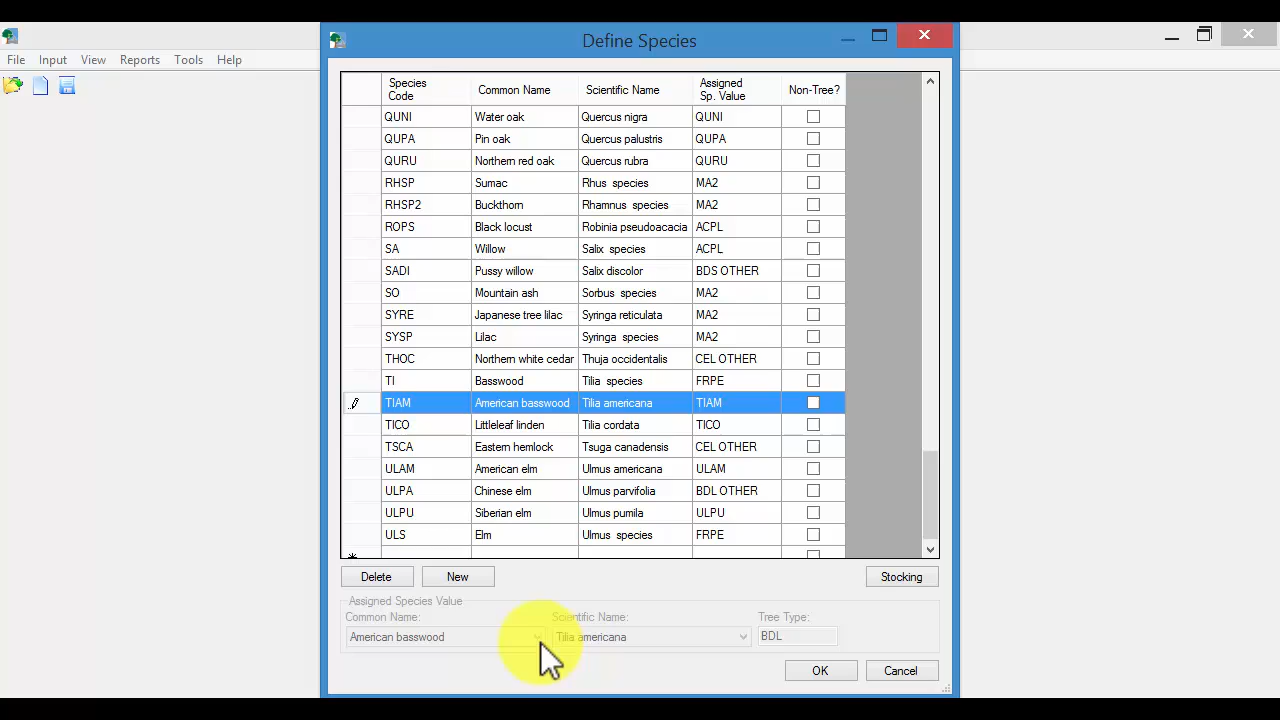 Define Species
File Input View Reports Tools Help
Species Code Common Name Scientific Name Assigned Sp. Value Non-Tree?
QUNI Water oak Quercus nigra QUNI
QUPA Pin oak Quercus palustris QUPA
QURU Northern red oak Quercus rubra QURU
RHSP Sumac Rhus species MA2
RHSP2 Buckthorn Rhamnus species MA2
ROPS Black locust Robinia pseudoacacia ACPL
SA Willow Salix species ACPL
SADI Pussy willow Salix discolor BDS OTHER
SO Mountain ash Sorbus species MA2
SYRE Japanese tree lilac Syringa reticulata MA2
SYSP Lilac Syringa species MA2
THOC Northern white cedar Thuja occidentalis CEL OTHER
TI Basswood Tilia species FRPE
TIAM American basswood Tilia americana TIAM
TICO Littleleaf linden Tilia cordata TICO
TSCA Eastern hemlock Tsuga canadensis CEL OTHER
ULAM American elm Ulmus americana ULAM
ULPA Chinese elm Ulmus parvifolia BDL OTHER
ULPU Siberian elm Ulmus pumila ULPU
ULS Elm Ulmus species FRPE
Delete New Stocking
Assigned Species Value
Common Name: Scientific Name: Tree Type:
American basswood Tilia americana BDL
OK Cancel